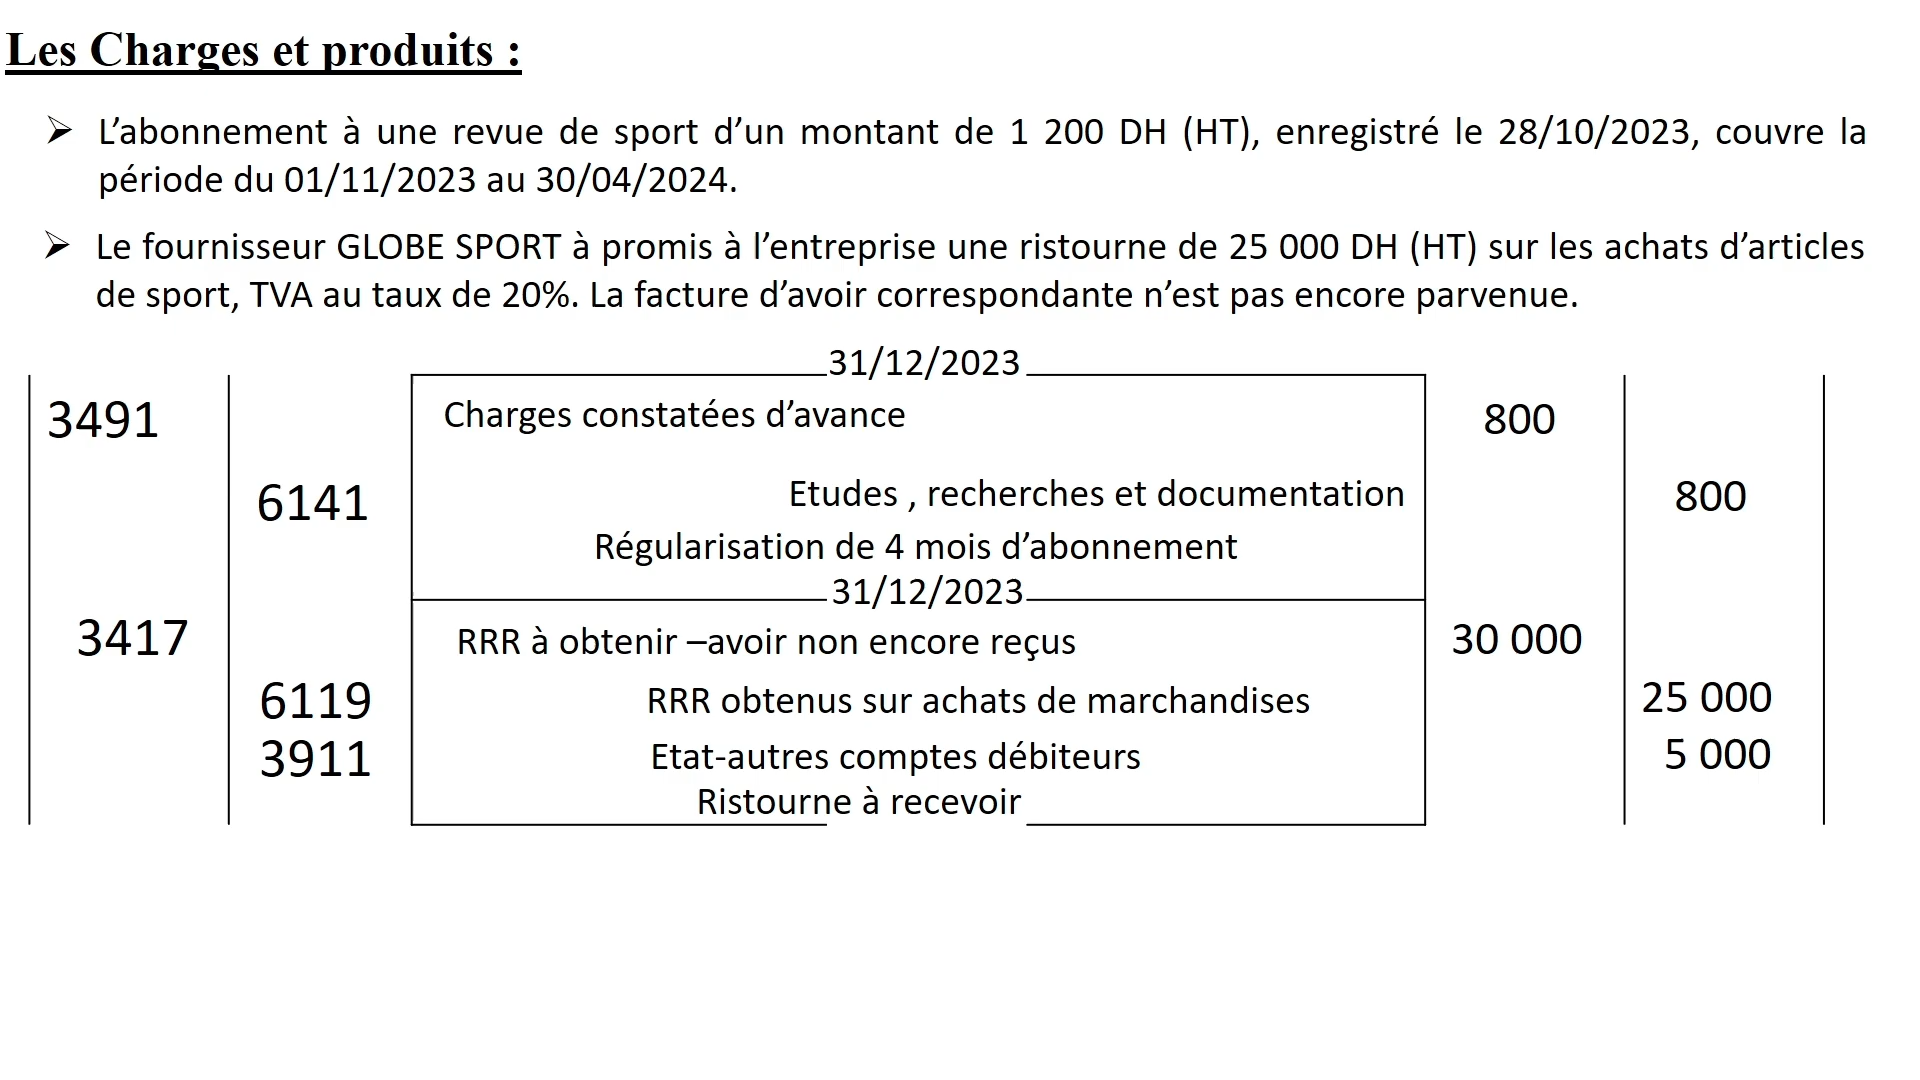 Les Charges et produits :
➢ L’abonnement à une revue de sport d’un montant de 1 200 DH (HT), enregistré le 28/10/2023, couvre la
période du 01/11/2023 au 30/04/2024.
➢ Le fournisseur GLOBE SPORT à promis à l’entreprise une ristourne de 25 000 DH (HT) sur les achats d’articles
de sport, TVA au taux de 20%. La facture d’avoir correspondante n’est pas encore parvenue.
31/12/2023
3491 Charges constatées d’avance 800
6141 Etudes , recherches et documentation 800
Régularisation de 4 mois d’abonnement
31/12/2023
3417 RRR à obtenir –avoir non encore reçus 30 000
6119 RRR obtenus sur achats de marchandises 25 000
3911 Etat-autres comptes débiteurs 5 000
Ristourne à recevoir